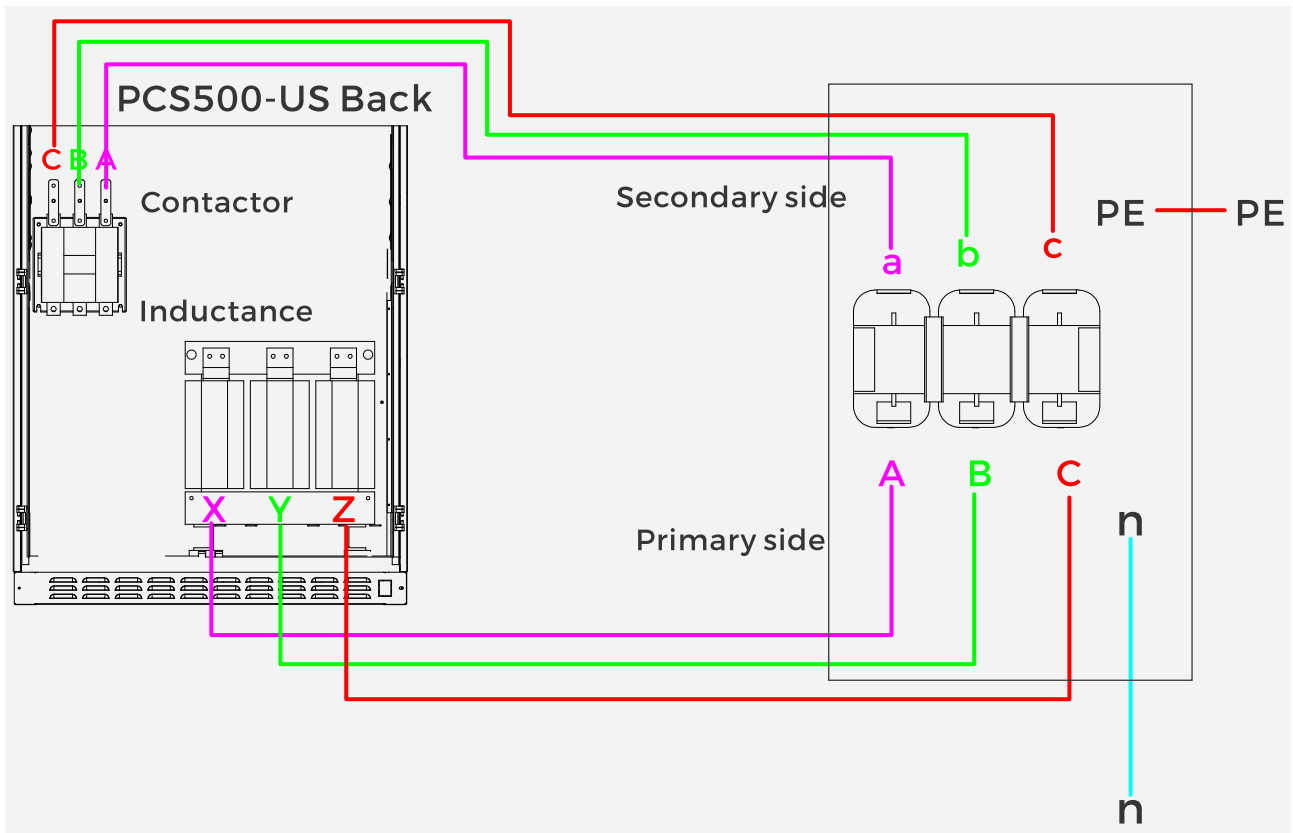 PCS500-US Back
C B A
Contactor
Inductance
X Y Z
Secondary side
a b c
PE PE
A B C
Primary side
n
n